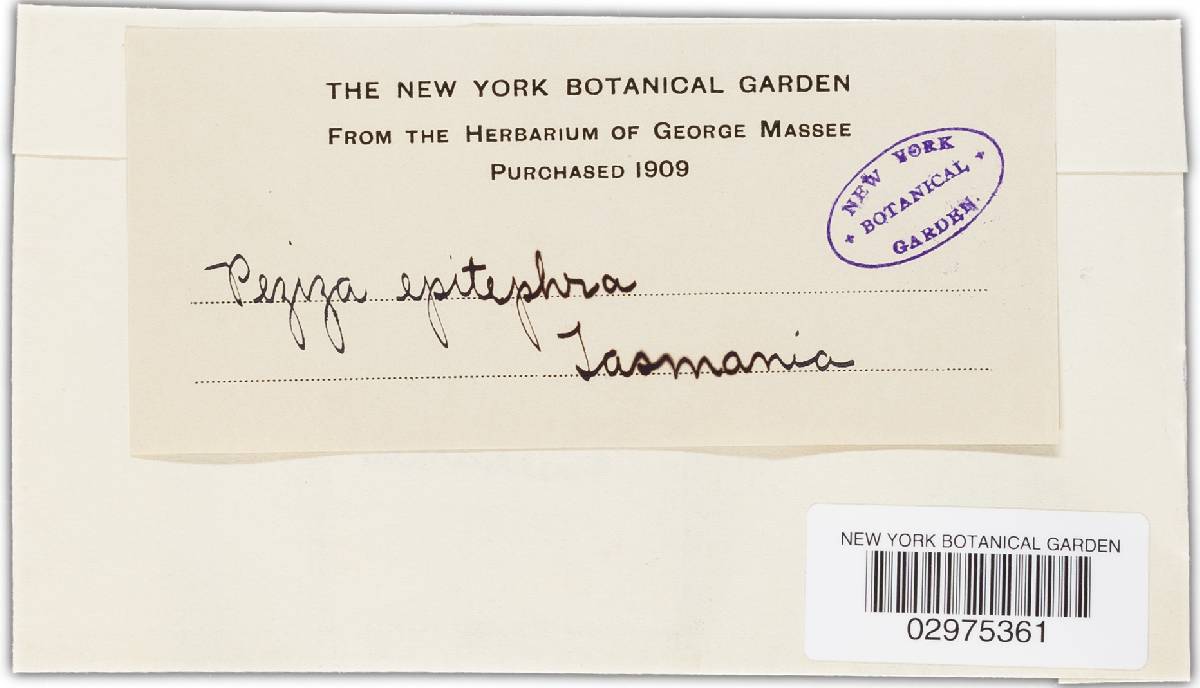 THE NEW YORK BOTANICAL GARDEN
FROM THE HERBARIUM OF GEORGE MASSEE
PURCHASED 1909
NEW YORK
BOTANICAL
GARDEN.
Peziza epitephra
Tasmania
NEW YORK BOTANICAL GARDEN
02975361